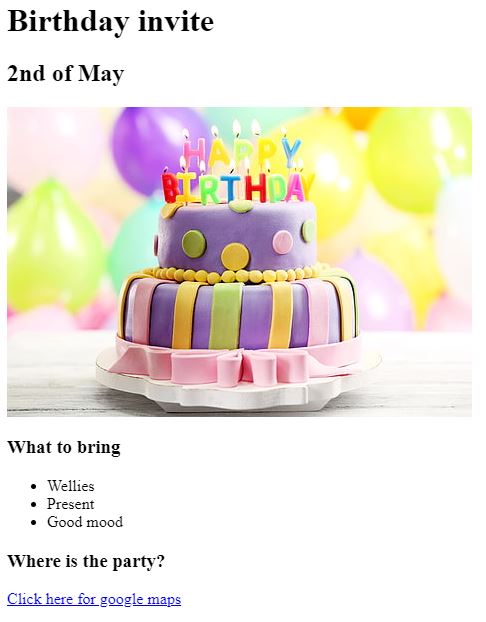 Birthday invite
2nd of May
HAPPY
BIRTHDAY
What to bring
Wellies
Present
Good mood
Where is the party?
Click here for google maps